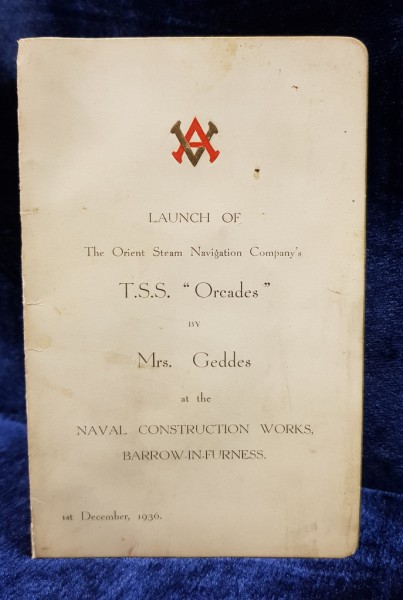 VA
LAUNCH OF
The Orient Steam Navigation Company's
T.S.S. "Orcades"
BY
Mrs. Geddes
at the
NAVAL CONSTRUCTION WORKS,
BARROW-IN-FURNESS.
1st December, 1936.